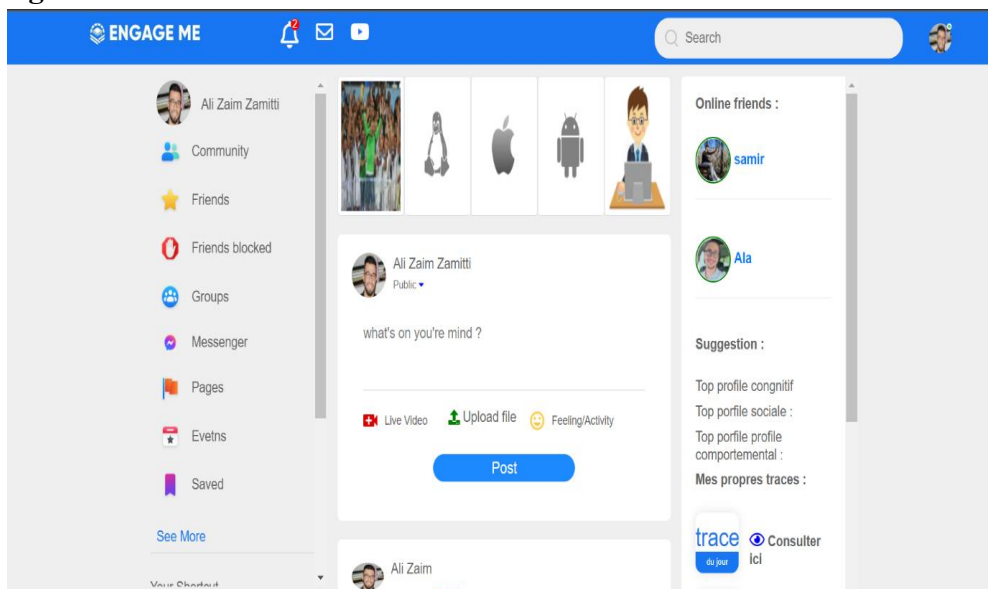 ENGAGE ME
2
Search
Ali Zaim Zamitti
Community
Friends
Friends blocked
Groups
Messenger
Pages
Evetns
Saved
See More
Ali Zaim Zamitti
Public
what's on you're mind ?
Live Video
Upload file
Feeling/Activity
Post
Ali Zaim
Online friends :
samir
Ala
Suggestion :
Top profile congnitif
Top porfile sociale :
Top porfile profile
comportemental :
Mes propres traces :
trace
du jour
Consulter
ici